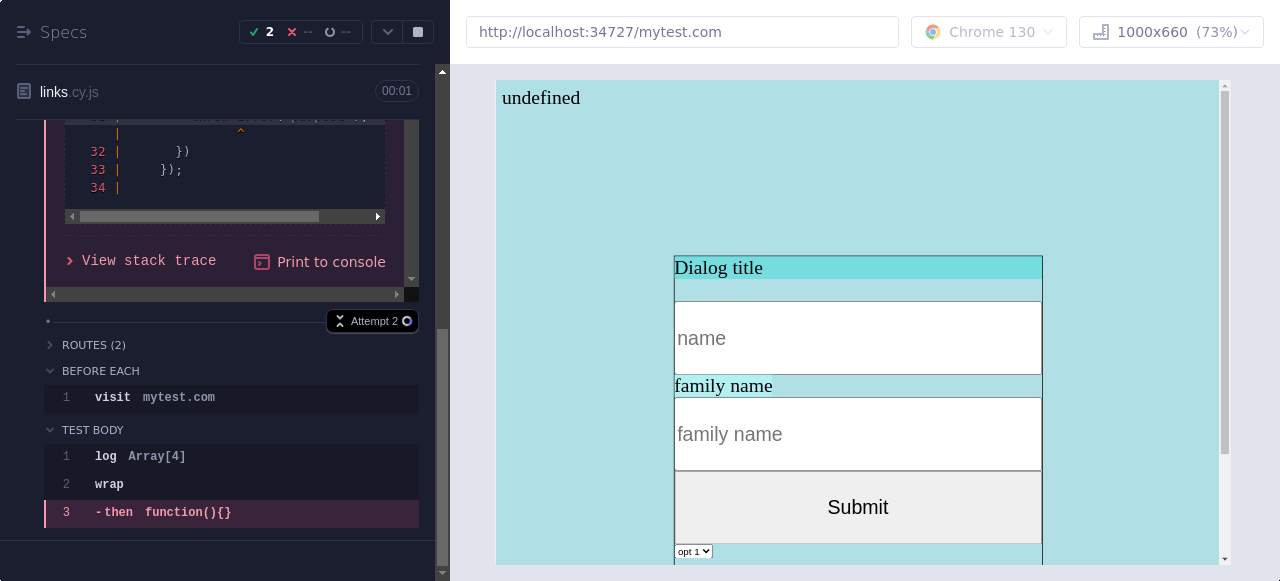 Specs
2
--
--
links.cy.js
00:01
| ^
32 | })
33 | });
34 |
View stack trace
Print to console
Attempt 2
ROUTES (2)
BEFORE EACH
1 visit mytest.com
TEST BODY
1 log Array[4]
2 wrap
3 -then function(){}
http://localhost:34727/mytest.com
Chrome 130
1000x660 (73%)
undefined
Dialog title
name
family name
family name
Submit
opt 1